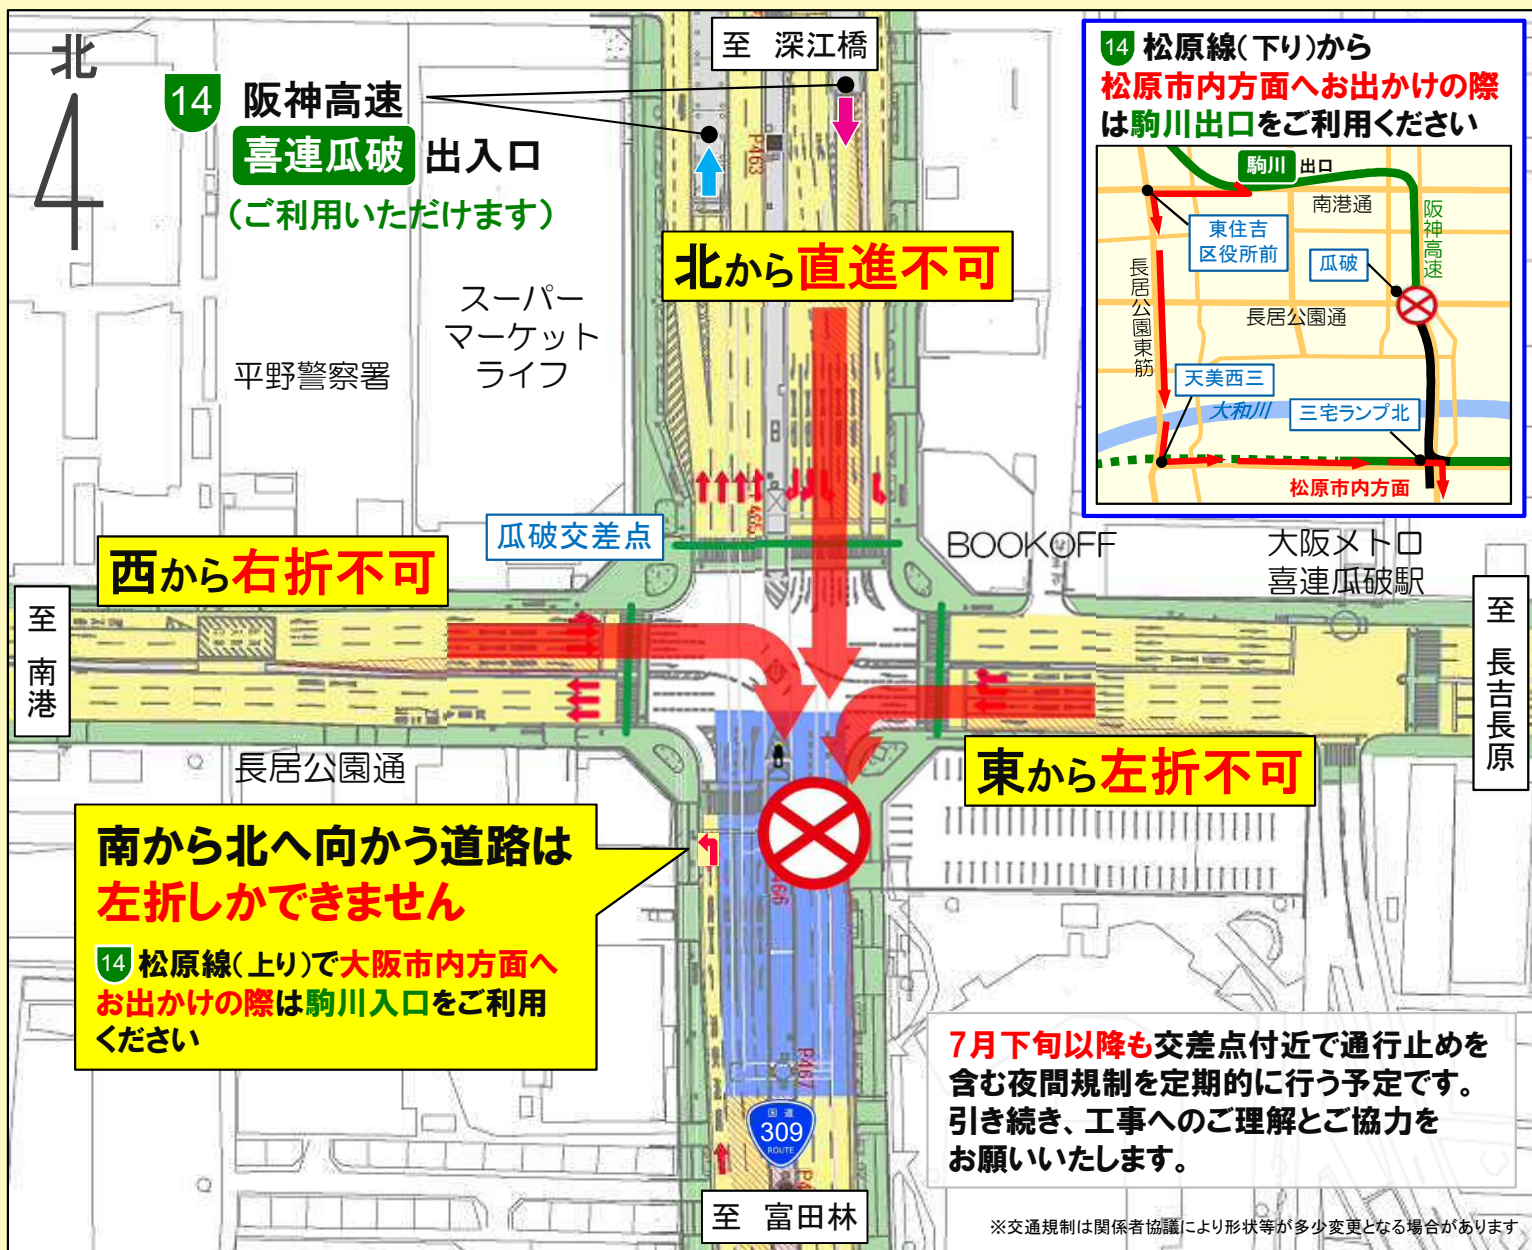 北
14 阪神高速
喜連瓜破 出入口
(ご利用いただけます)
至 深江橋
14 松原線(下り)から
松原市内方面へお出かけの際
は駒川出口をご利用ください
駒川 出口
南港通
東住吉
区役所前
阪神高速
瓜破
長居公園通
長居公園東筋
天美西三
大和川
三宅ランプ北
松原市内方面
P463
北から直進不可
スーパー
マーケット
ライフ
平野警察署
瓜破交差点
BOOKOFF
大阪メトロ
喜連瓜破駅
西から右折不可
至 南港
至 長吉長原
長居公園通
東から左折不可
南から北へ向かう道路は
左折しかできません
14 松原線(上り)で大阪市内方面へ
お出かけの際は駒川入口をご利用
ください
P467
国道
309
ROUTE
7月下旬以降も交差点付近で通行止めを
含む夜間規制を定期的に行う予定です。
引き続き、工事へのご理解とご協力を
お願いいたします。
至 富田林
※交通規制は関係者協議により形状等が多少変更となる場合があります